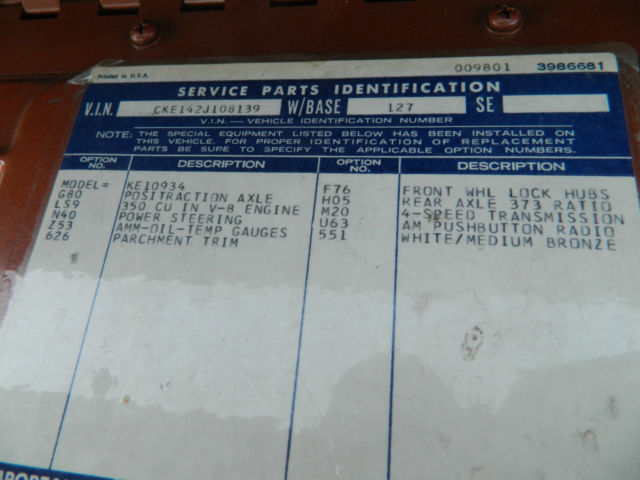 Printed in U.S.A.
009801 3986681
SERVICE PARTS IDENTIFICATION
V.I.N. CKE142J108139 W/BASE 127 SE
V.I.N. — VEHICLE IDENTIFICATION NUMBER
NOTE: THE SPECIAL EQUIPMENT LISTED BELOW HAS BEEN INSTALLED ON
THIS VEHICLE. FOR PROPER IDENTIFICATION OF REPLACEMENT
PARTS BE SURE TO SPECIFY THE APPLICABLE OPTION NUMBERS.
OPTION NO. DESCRIPTION OPTION NO. DESCRIPTION
MODEL= KE10934 F76 FRONT WHL LOCK HUBS
G80 POSITRACTION AXLE H05 REAR AXLE 373 RATIO
LS9 350 CU IN V-8 ENGINE M20 4-SPEED TRANSMISSION
N40 POWER STEERING U63 AM PUSHBUTTON RADIO
Z53 AMM-OIL-TEMP GAUGES 551 WHITE/MEDIUM BRONZE
626 PARCHMENT TRIM